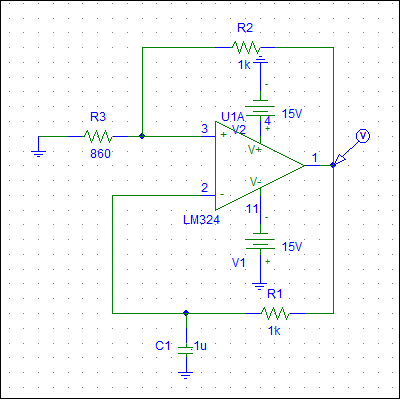 R2
1k
-
15V
R3
U1A
4
V2
+
3
+
V+
860
1
V
2
-
V-
LM324
11
-
15V
V1
+
R1
C1
.1u
1k